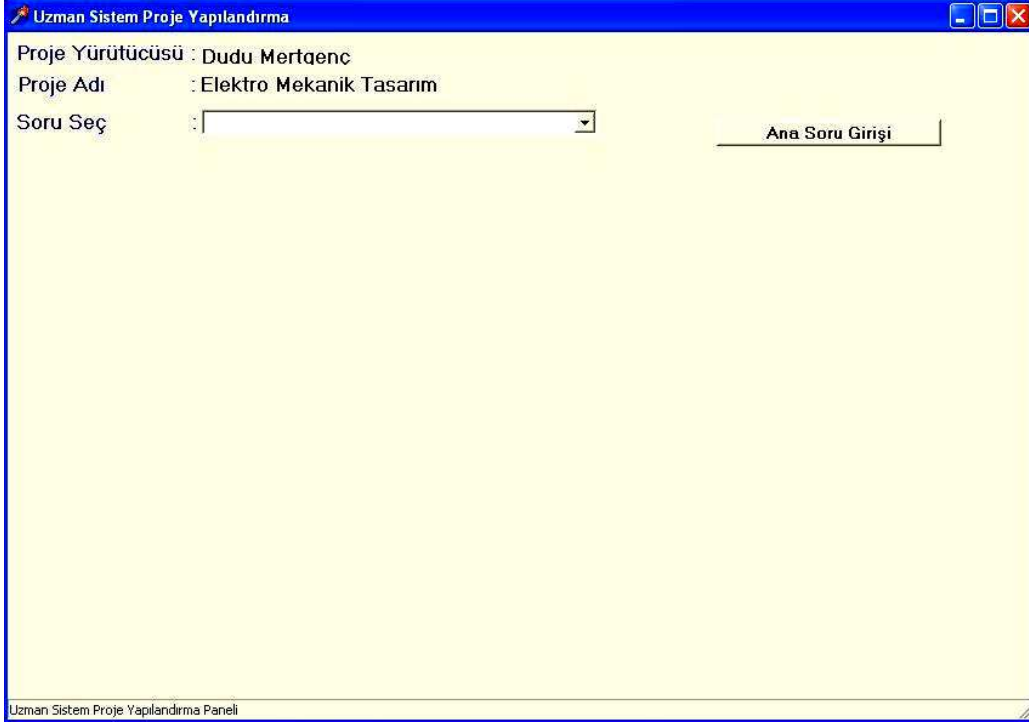 Uzman Sistem Proje Yapılandırma
Proje Yürütücüsü : Dudu Mertgenç
Proje Adı : Elektro Mekanik Tasarım
Soru Seç :
Ana Soru Girişi
Uzman Sistem Proje Yapılandırma Paneli